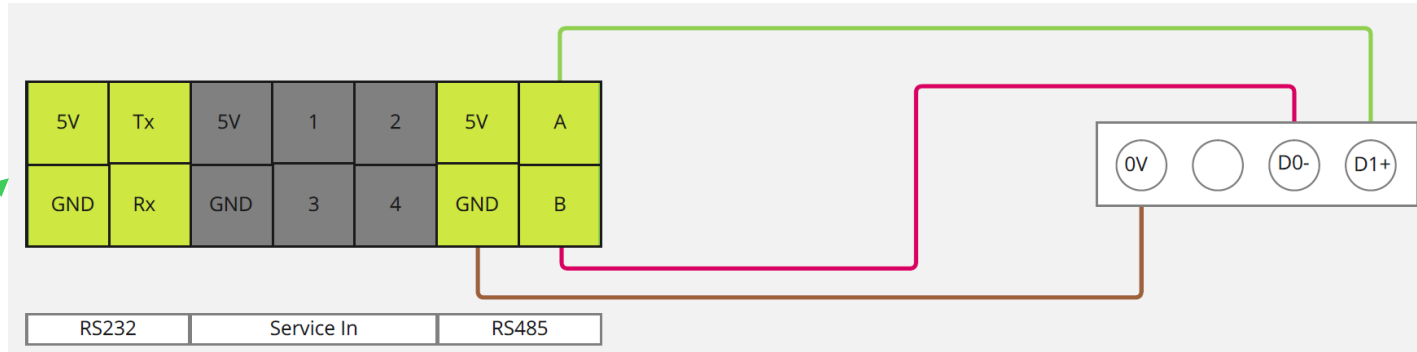 5V Tx 5V 1 2 5V A
GND Rx GND 3 4 GND B
0V D0- D1+
RS232 Service In RS485